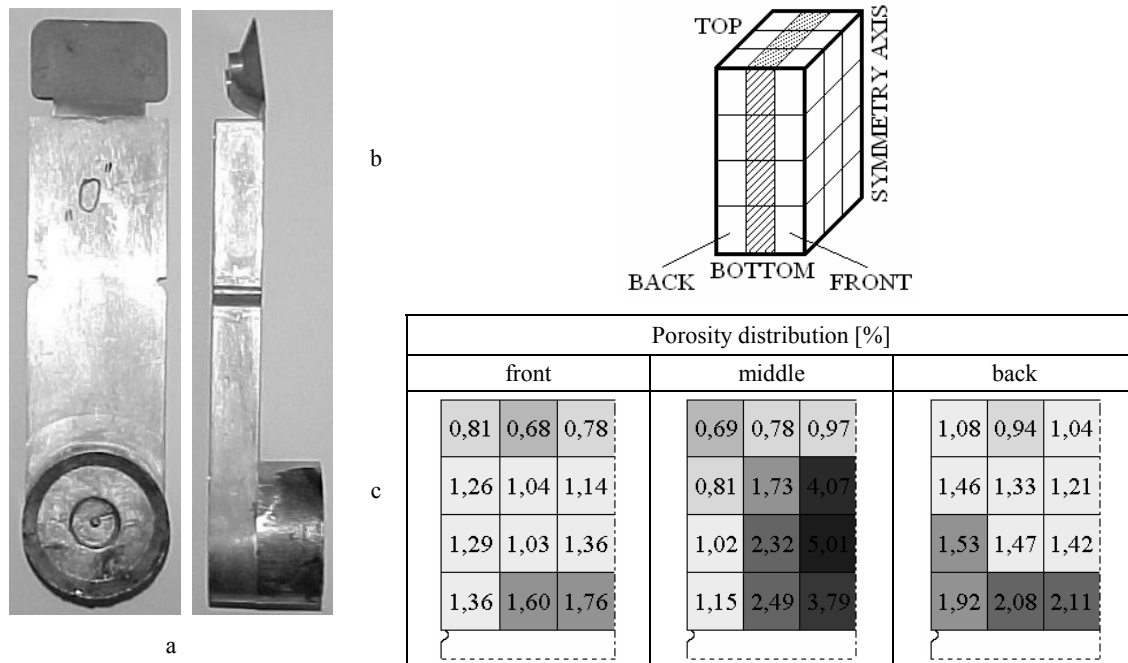 TOP
SYMMETRY AXIS
b
BACK
BOTTOM
FRONT
Porosity distribution [%]
front middle back
0,81 0,68 0,78 0,69 0,78 0,97 1,08 0,94 1,04
1,26 1,04 1,14 0,81 1,73 4,07 1,46 1,33 1,21
c
1,29 1,03 1,36 1,02 2,32 5,01 1,53 1,47 1,42
1,36 1,60 1,76 1,15 2,49 3,79 1,92 2,08 2,11
a
"0"